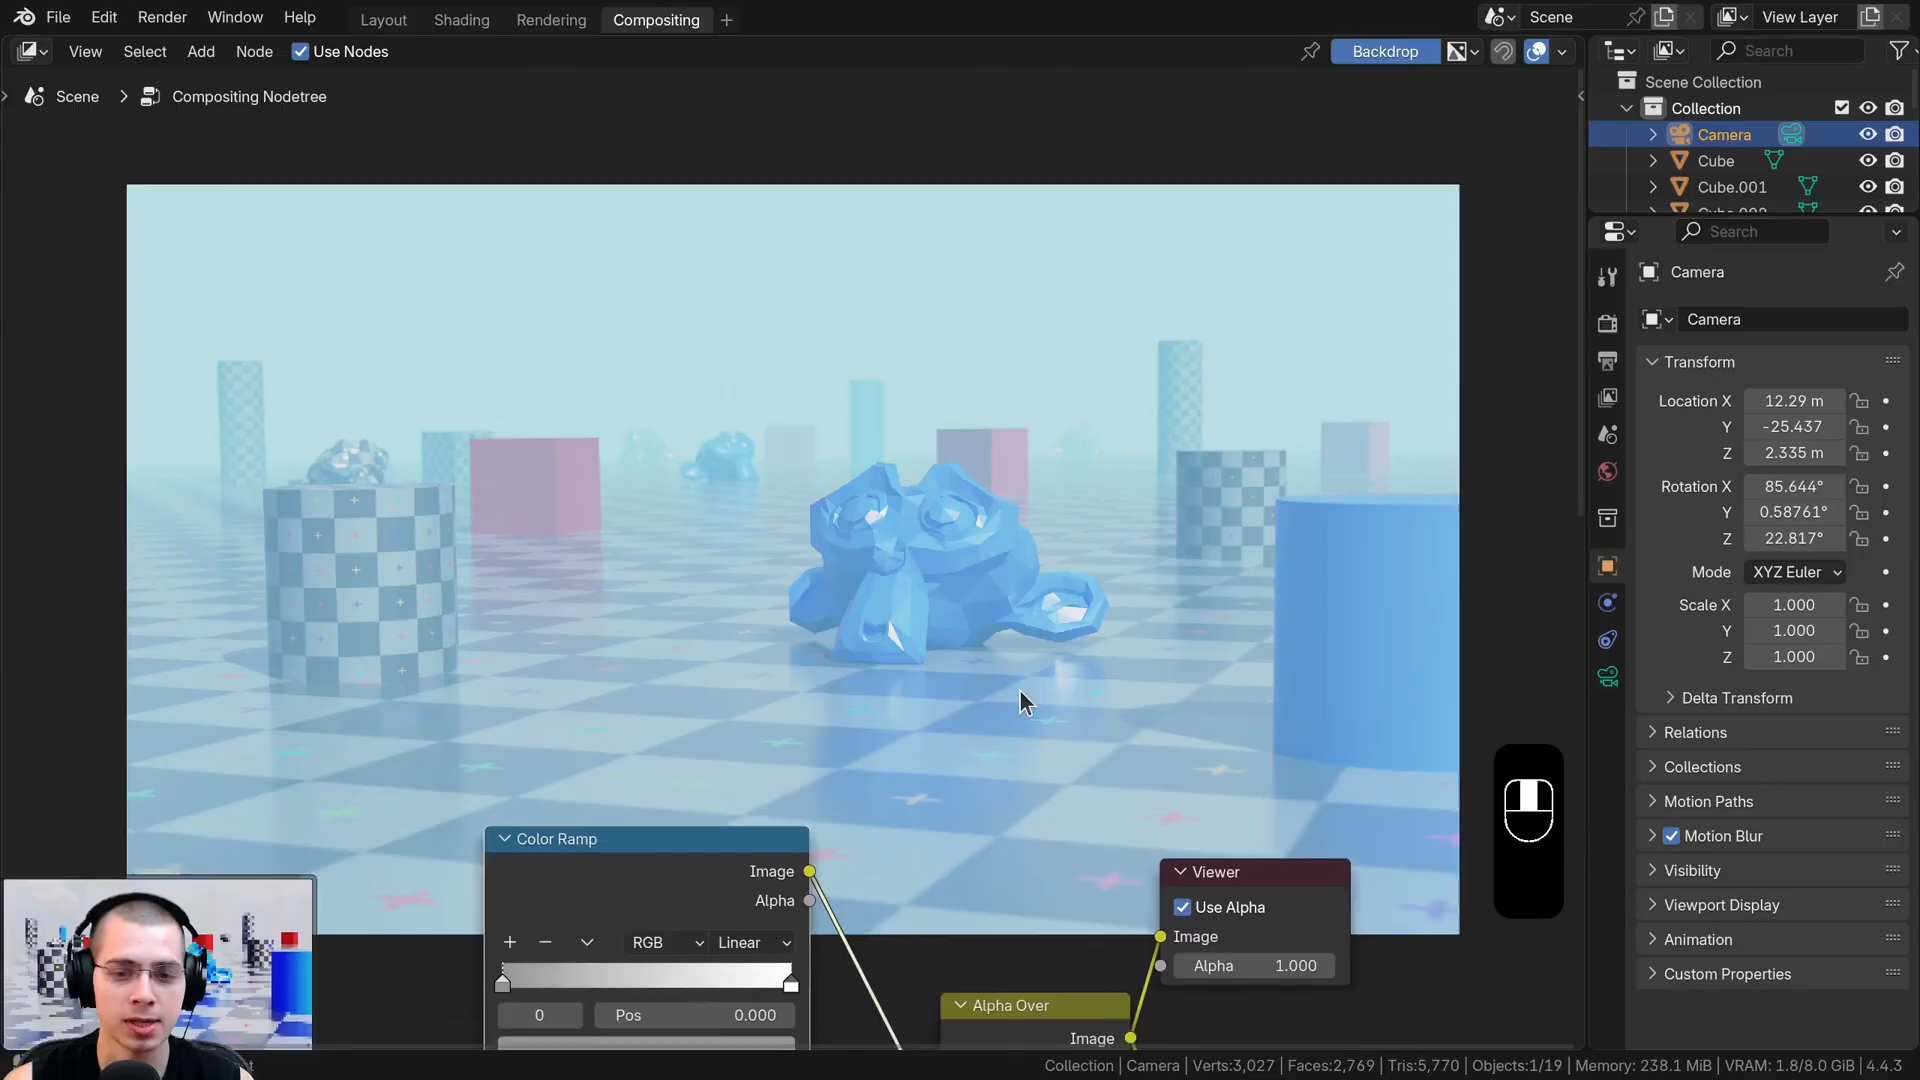 File Edit Render Window Help Layout Shading Rendering Compositing + Scene View Layer
View Select Add Node Use Nodes Backdrop Search
Scene > Compositing Nodetree
Scene Collection
Collection
Camera
Cube
Cube.001
Search
Camera
Camera
Transform
Location X 12.29 m
Y -25.437
Z 2.335 m
Rotation X 85.644°
Y 0.58761°
Z 22.817°
Mode XYZ Euler
Scale X 1.000
Y 1.000
Z 1.000
Delta Transform
Relations
Collections
Motion Paths
Motion Blur
Visibility
Viewport Display
Animation
Custom Properties
Color Ramp
Image
Alpha
RGB Linear
0 Pos 0.000
Viewer
Use Alpha
Image
Alpha 1.000
Alpha Over
Image
Collection | Camera | Verts:3,027 | Faces:2,769 | Tris:5,770 | Objects:1/19 | Memory: 238.1 MiB | VRAM: 1.8/8.0 GiB | 4.4.3